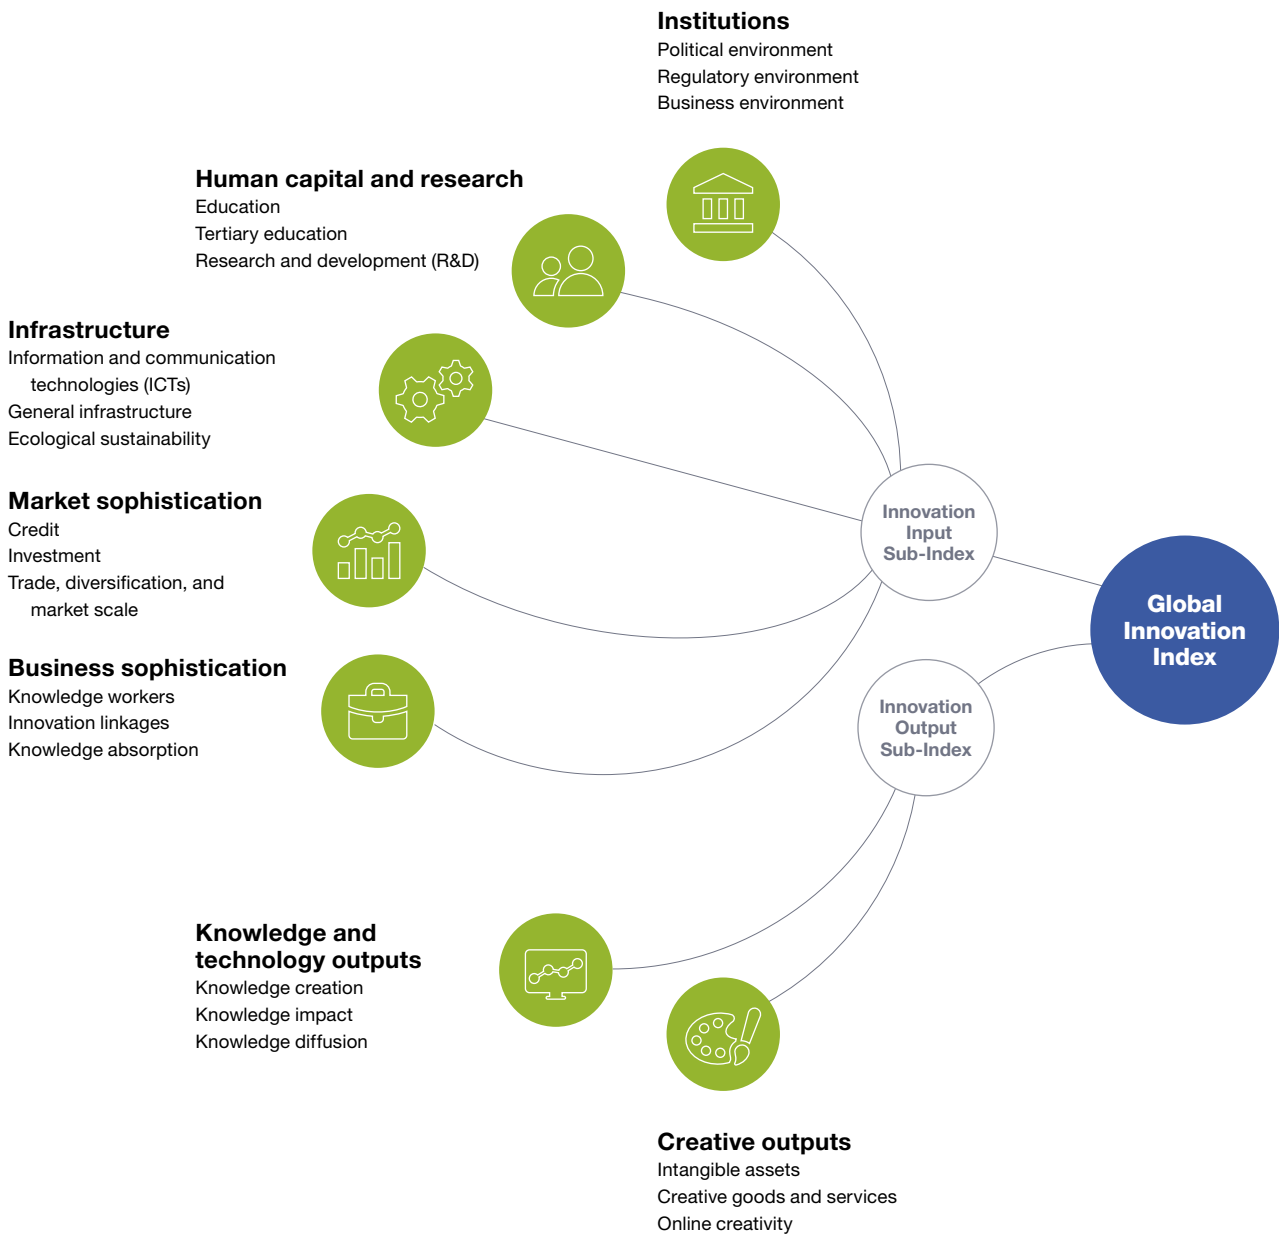 Institutions
Political environment
Regulatory environment
Business environment
Human capital and research
Education
Tertiary education
Research and development (R&D)
Infrastructure
Information and communication
technologies (ICTs)
General infrastructure
Ecological sustainability
Market sophistication
Credit
Investment
Trade, diversification, and
market scale
Business sophistication
Knowledge workers
Innovation linkages
Knowledge absorption
Innovation
Input
Sub-Index
Global
Innovation
Index
Innovation
Output
Sub-Index
Knowledge and
technology outputs
Knowledge creation
Knowledge impact
Knowledge diffusion
Creative outputs
Intangible assets
Creative goods and services
Online creativity